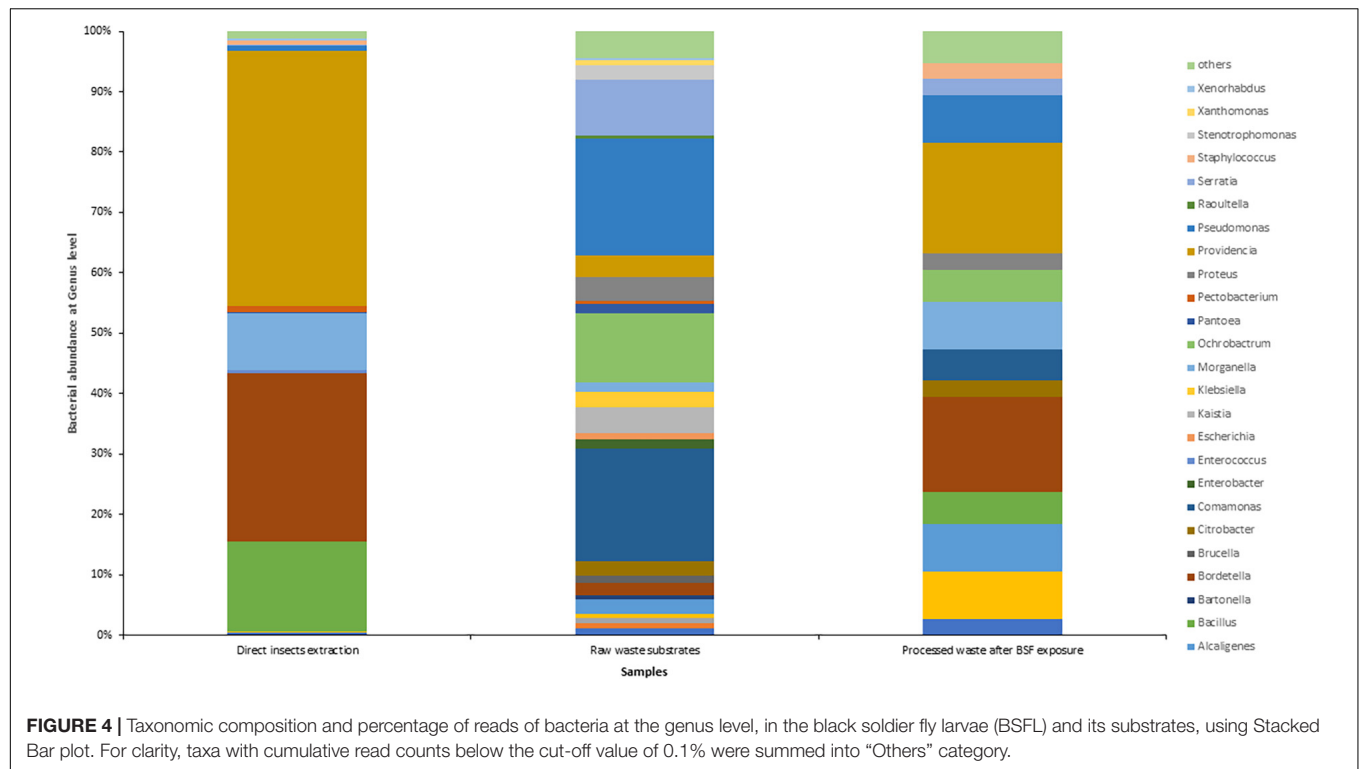 100%
90%
80%
70%
60%
50%
40%
30%
20%
10%
0%
Bacterial abundance at Genus level
Direct insects extraction
Raw waste substrates
Processed waste after BSF exposure
Samples
others
Xenorhabdus
Xanthomonas
Stenotrophomonas
Staphylococcus
Serratia
Raoultella
Pseudomonas
Providencia
Proteus
Pectobacterium
Pantoea
Ochrobactrum
Morganella
Klebsiella
Kaistia
Escherichia
Enterococcus
Enterobacter
Comamonas
Citrobacter
Brucella
Bordetella
Bartonella
Bacillus
Alcaligenes
FIGURE 4 | Taxonomic composition and percentage of reads of bacteria at the genus level, in the black soldier fly larvae (BSFL) and its substrates, using Stacked
Bar plot. For clarity, taxa with cumulative read counts below the cut-off value of 0.1% were summed into “Others” category.